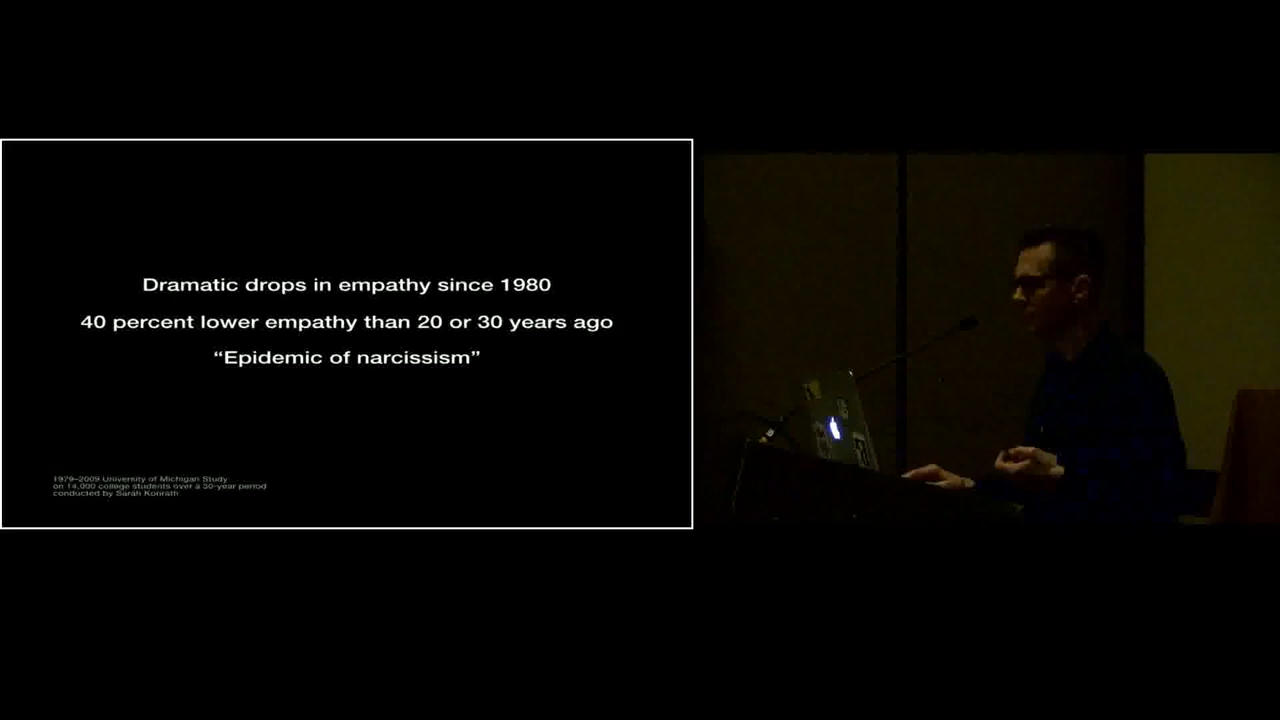 Dramatic drops in empathy since 1980
40 percent lower empathy than 20 or 30 years ago
“Epidemic of narcissism”
1979–2009 University of Michigan Study
on 14,000 college students over a 30-year period
conducted by Sarah Konrath